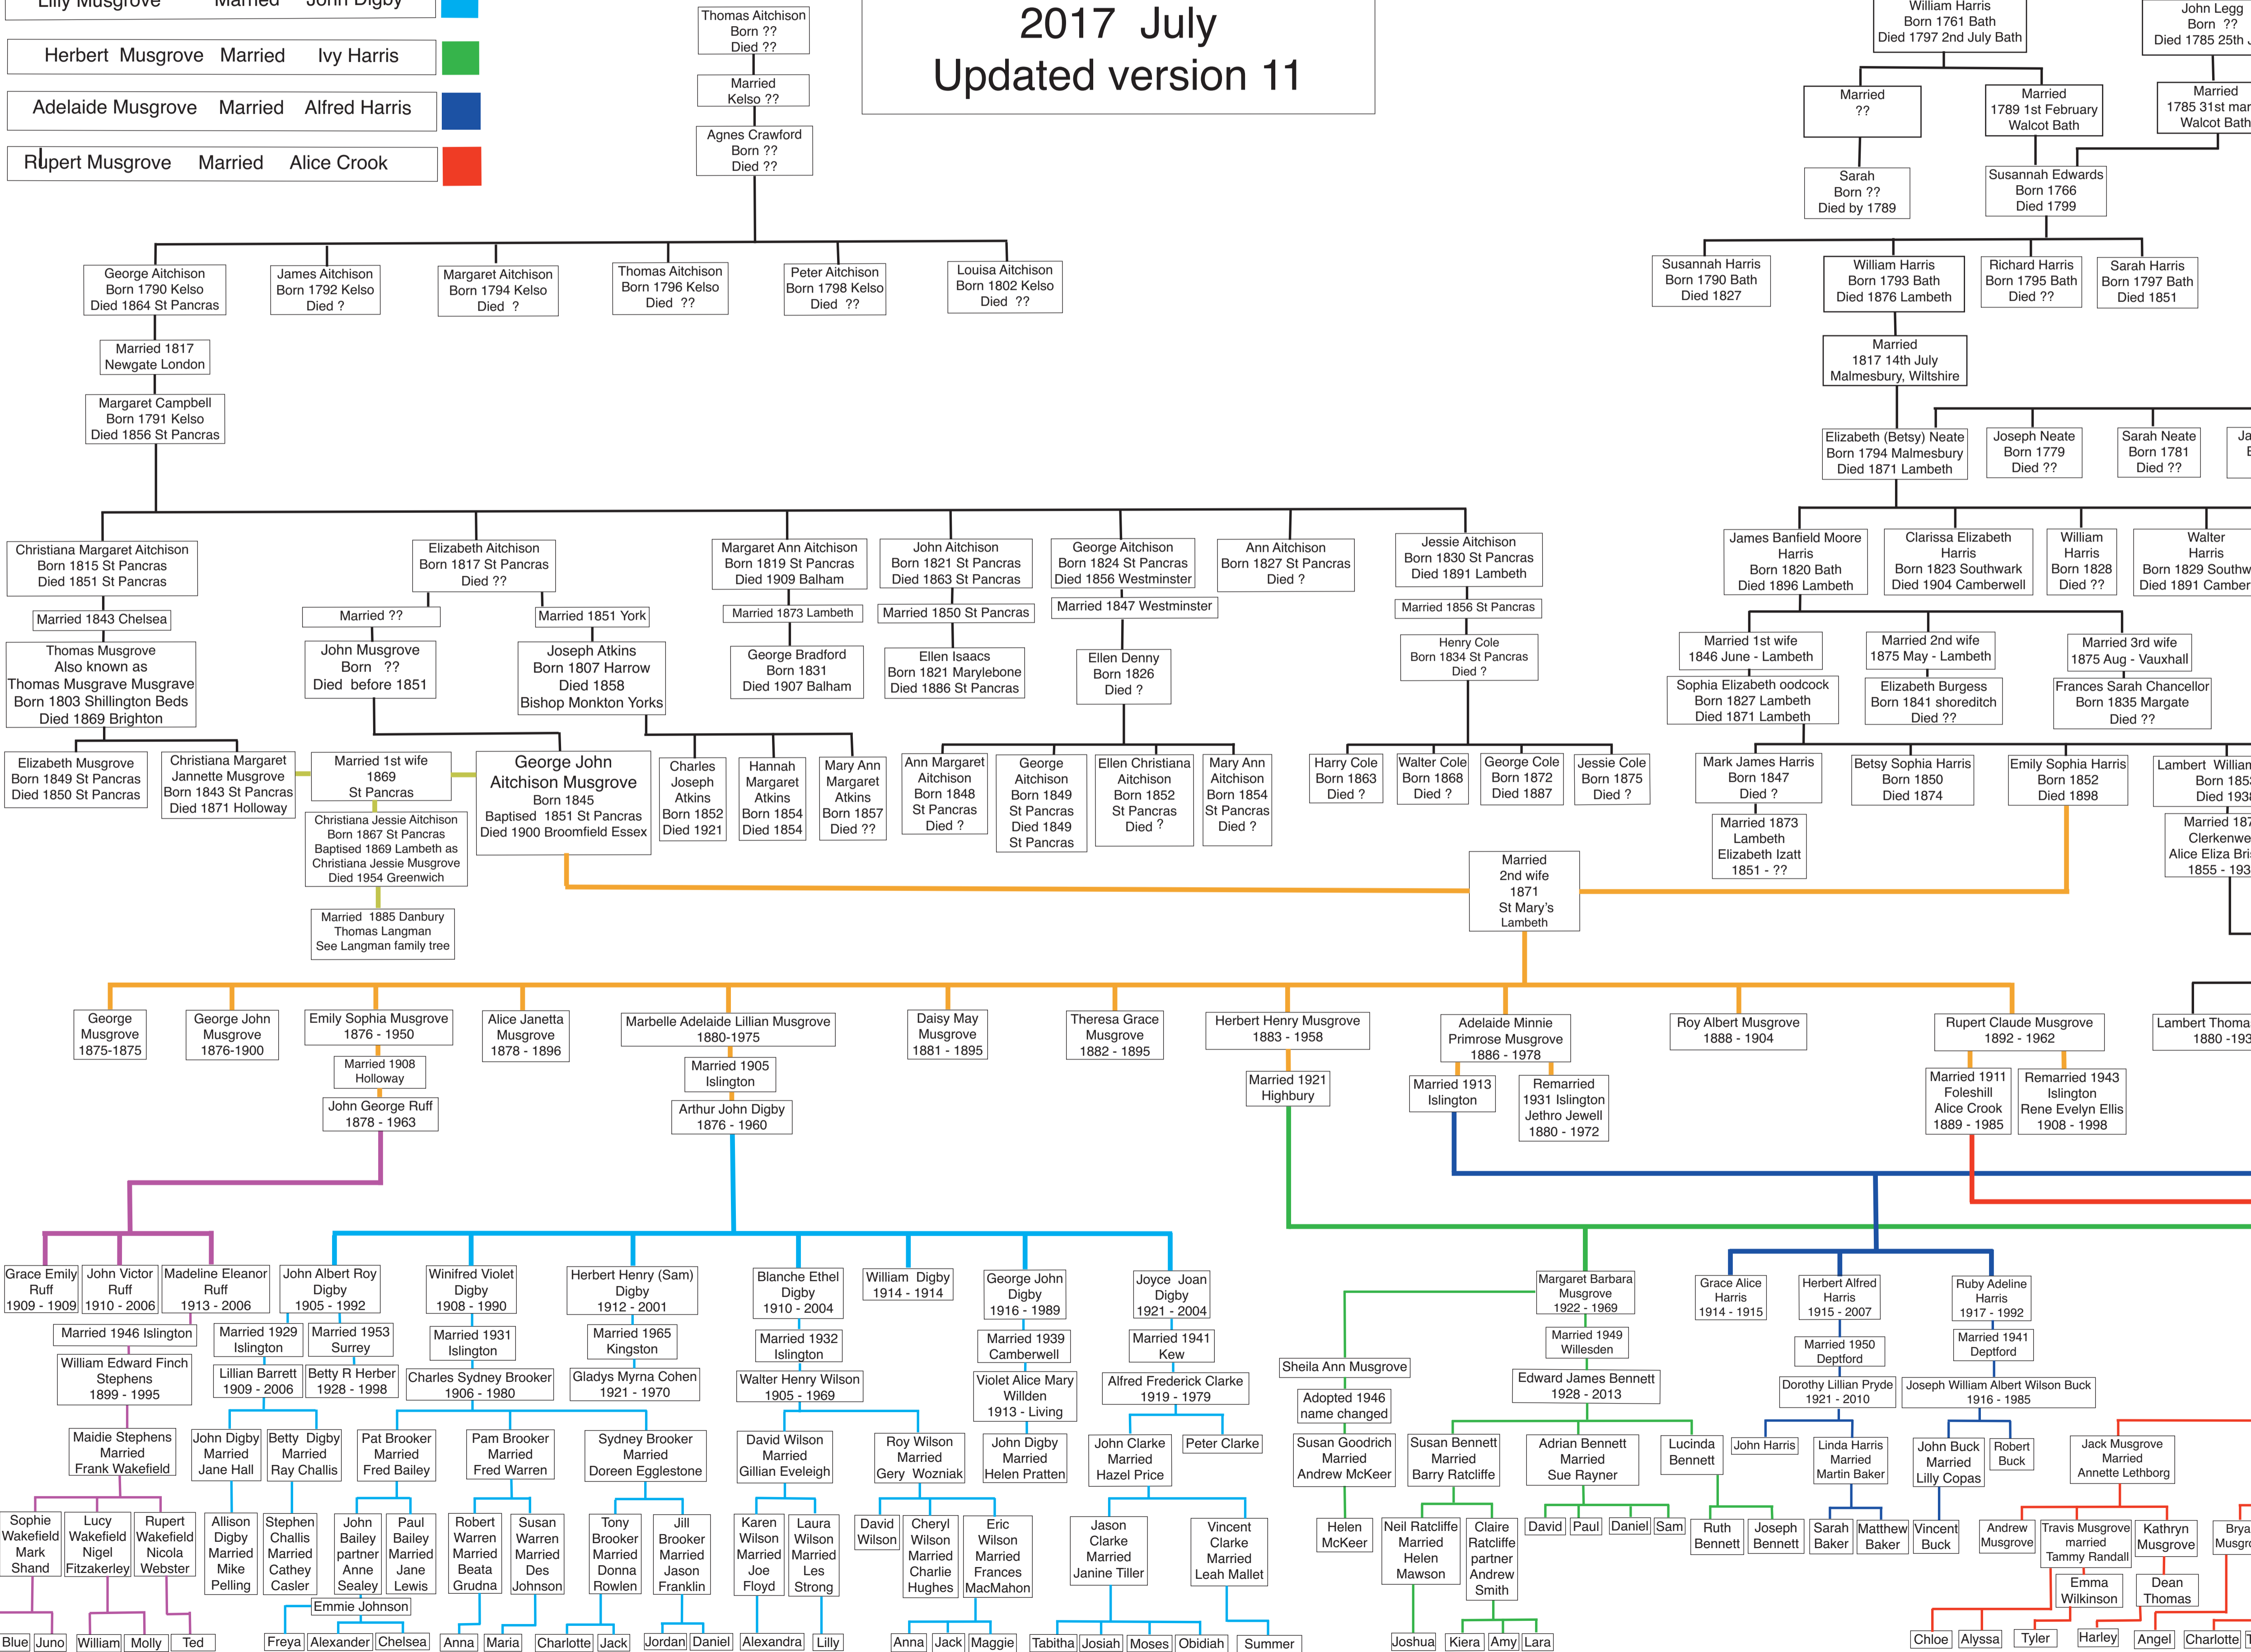 Lilly Musgrove Married John Digby
Herbert Musgrove Married Ivy Harris
Adelaide Musgrove Married Alfred Harris
Rupert Musgrove Married Alice Crook
2017 July
Updated version 11
Thomas Aitchison
Born ??
Died ??
Married
Kelso ??
Agnes Crawford
Born ??
Died ??
William Harris
Born 1761 Bath
Died 1797 2nd July Bath
John Legg
Born ??
Died 1785 25th
Married
??
Married
1789 1st February
Walcot Bath
Married
1785 31st mar
Walcot Bath
Sarah
Born ??
Died by 1789
Susannah Edwards
Born 1766
Died 1799
George Aitchison
Born 1790 Kelso
Died 1864 St Pancras
James Aitchison
Born 1792 Kelso
Died ?
Margaret Aitchison
Born 1794 Kelso
Died ?
Thomas Aitchison
Born 1796 Kelso
Died ??
Peter Aitchison
Born 1798 Kelso
Died ??
Louisa Aitchison
Born 1802 Kelso
Died ??
Susannah Harris
Born 1790 Bath
Died 1827
William Harris
Born 1793 Bath
Died 1876 Lambeth
Richard Harris
Born 1795 Bath
Died ??
Sarah Harris
Born 1797 Bath
Died 1851
Married 1817
Newgate London
Margaret Campbell
Born 1791 Kelso
Died 1856 St Pancras
Married
1817 14th July
Malmesbury, Wiltshire
Elizabeth (Betsy) Neate
Born 1794 Malmesbury
Died 1871 Lambeth
Joseph Neate
Born 1779
Died ??
Sarah Neate
Born 1781
Died ??
Ja
Christiana Margaret Aitchison
Born 1815 St Pancras
Died 1851 St Pancras
Elizabeth Aitchison
Born 1817 St Pancras
Died ??
Margaret Ann Aitchison
Born 1819 St Pancras
Died 1909 Balham
John Aitchison
Born 1821 St Pancras
Died 1863 St Pancras
George Aitchison
Born 1824 St Pancras
Died 1856 Westminster
Ann Aitchison
Born 1827 St Pancras
Died ?
Jessie Aitchison
Born 1830 St Pancras
Died 1891 Lambeth
James Banfield Moore
Harris
Born 1820 Bath
Died 1896 Lambeth
Clarissa Elizabeth
Harris
Born 1823 Southwark
Died 1904 Camberwell
William
Harris
Born 1828
Died ??
Walter
Harris
Born 1829 Southw
Died 1891 Camber
Married 1843 Chelsea
Married ??
Married 1851 York
Married 1873 Lambeth
Married 1850 St Pancras
Married 1847 Westminster
Married 1856 St Pancras
Married 1st wife
1846 June - Lambeth
Married 2nd wife
1875 May - Lambeth
Married 3rd wife
1875 Aug - Vauxhall
Thomas Musgrove
Also known as
Thomas Musgrave Musgrave
Born 1803 Shillington Beds
Died 1869 Brighton
John Musgrove
Born ??
Died before 1851
Joseph Atkins
Born 1807 Harrow
Died 1858
Bishop Monkton Yorks
George Bradford
Born 1831
Died 1907 Balham
Ellen Isaacs
Born 1821 Marylebone
Died 1886 St Pancras
Ellen Denny
Born 1826
Died ?
Henry Cole
Born 1834 St Pancras
Died ?
Sophia Elizabeth oodcock
Born 1827 Lambeth
Died 1871 Lambeth
Elizabeth Burgess
Born 1841 shoreditch
Died ??
Frances Sarah Chancellor
Born 1835 Margate
Died ??
Elizabeth Musgrove
Born 1849 St Pancras
Died 1850 St Pancras
Christiana Margaret
Jannette Musgrove
Born 1843 St Pancras
Died 1871 Holloway
Married 1st wife
1869
St Pancras
George John
Aitchison Musgrove
Born 1845
Baptised 1851 St Pancras
Died 1900 Broomfield Essex
Charles
Joseph
Atkins
Born 1852
Died 1921
Hannah
Margaret
Atkins
Born 1854
Died 1854
Mary Ann
Margaret
Atkins
Born 1857
Died ??
Ann Margaret
Aitchison
Born 1848
St Pancras
Died ?
George
Aitchison
Born 1849
St Pancras
Died 1849
St Pancras
Ellen Christiana
Aitchison
Born 1852
St Pancras
Died ?
Mary Ann
Aitchison
Born 1854
St Pancras
Died ?
Harry Cole
Born 1863
Died ?
Walter Cole
Born 1868
Died ?
George Cole
Born 1872
Died 1887
Jessie Cole
Born 1875
Died ?
Mark James Harris
Born 1847
Died ?
Betsy Sophia Harris
Born 1850
Died 1874
Emily Sophia Harris
Born 1852
Died 1898
Lambert William
Born 185
Died 193
Christiana Jessie Aitchison
Born 1867 St Pancras
Baptised 1869 Lambeth as
Christiana Jessie Musgrove
Died 1954 Greenwich
Married 1873
Lambeth
Elizabeth Izatt
1851 - ??
Married 187
Clerkenwe
Alice Eliza Bri
1855 - 193
Married
2nd wife
1871
St Mary's
Lambeth
Married 1885 Danbury
Thomas Langman
See Langman family tree
George
Musgrove
1875-1875
George John
Musgrove
1876-1900
Emily Sophia Musgrove
1876 - 1950
Alice Janetta
Musgrove
1878 - 1896
Marbelle Adelaide Lillian Musgrove
1880-1975
Daisy May
Musgrove
1881 - 1895
Theresa Grace
Musgrove
1882 - 1895
Herbert Henry Musgrove
1883 - 1958
Adelaide Minnie
Primrose Musgrove
1886 - 1978
Roy Albert Musgrove
1888 - 1904
Rupert Claude Musgrove
1892 - 1962
Lambert Thoma
1880 -193
Married 1908
Holloway
Married 1905
Islington
Married 1921
Highbury
Married 1913
Islington
Remarried
1931 Islington
Jethro Jewell
1880 - 1972
Married 1911
Foleshill
Alice Crook
1889 - 1985
Remarried 1943
Islington
Rene Evelyn Ellis
1908 - 1998
John George Ruff
1878 - 1963
Arthur John Digby
1876 - 1960
Grace Emily
Ruff
1909 - 1909
John Victor
Ruff
1910 - 2006
Madeline Eleanor
Ruff
1913 - 2006
John Albert Roy
Digby
1905 - 1992
Winifred Violet
Digby
1908 - 1990
Herbert Henry (Sam)
Digby
1912 - 2001
Blanche Ethel
Digby
1910 - 2004
William Digby
1914 - 1914
George John
Digby
1916 - 1989
Joyce Joan
Digby
1921 - 2004
Margaret Barbara
Musgrove
1922 - 1969
Grace Alice
Harris
1914 - 1915
Herbert Alfred
Harris
1915 - 2007
Ruby Adeline
Harris
1917 - 1992
Married 1946 Islington
Married 1929
Islington
Married 1953
Surrey
Married 1931
Islington
Married 1965
Kingston
Married 1932
Islington
Married 1939
Camberwell
Married 1941
Kew
Sheila Ann Musgrove
Married 1949
Willesden
Married 1950
Deptford
Married 1941
Deptford
William Edward Finch
Stephens
1899 - 1995
Lillian Barrett
1909 - 2006
Betty R Herber
1928 - 1998
Charles Sydney Brooker
1906 - 1980
Gladys Myrna Cohen
1921 - 1970
Walter Henry Wilson
1905 - 1969
Violet Alice Mary
Willden
1913 - Living
Alfred Frederick Clarke
1919 - 1979
Adopted 1946
name changed
Edward James Bennett
1928 - 2013
Dorothy Lillian Pryde
1921 - 2010
Joseph William Albert Wilson Buck
1916 - 1985
Maidie Stephens
Married
Frank Wakefield
John Digby
Married
Jane Hall
Betty Digby
Married
Ray Challis
Pat Brooker
Married
Fred Bailey
Pam Brooker
Married
Fred Warren
Sydney Brooker
Married
Doreen Egglestone
David Wilson
Married
Gillian Eveleigh
Roy Wilson
Married
Gery Wozniak
John Digby
Married
Helen Pratten
John Clarke
Married
Hazel Price
Peter Clarke
Susan Goodrich
Married
Andrew McKeer
Susan Bennett
Married
Barry Ratcliffe
Adrian Bennett
Married
Sue Rayner
Lucinda
Bennett
John Harris
Linda Harris
Married
Martin Baker
John Buck
Married
Lilly Copas
Robert
Buck
Jack Musgrove
Married
Annette Lethborg
Sophie
Wakefield
Mark
Shand
Lucy
Wakefield
Nigel
Fitzakerley
Rupert
Wakefield
Nicola
Webster
Allison
Digby
Married
Mike
Pelling
Stephen
Challis
Married
Cathey
Casler
John
Bailey
partner
Anne
Sealey
Paul
Bailey
Married
Jane
Lewis
Robert
Warren
Married
Beata
Grudna
Susan
Warren
Married
Des
Johnson
Tony
Brooker
Married
Donna
Rowlen
Jill
Brooker
Married
Jason
Franklin
Karen
Wilson
Married
Joe
Floyd
Laura
Wilson
Married
Les
Strong
David
Wilson
Cheryl
Wilson
Married
Charlie
Hughes
Eric
Wilson
Married
Frances
MacMahon
Jason
Clarke
Married
Janine Tiller
Vincent
Clarke
Married
Leah Mallet
Helen
McKeer
Neil Ratcliffe
Married
Helen
Mawson
Claire
Ratcliffe
partner
Andrew
Smith
David
Paul
Daniel
Sam
Ruth
Bennett
Joseph
Bennett
Sarah
Baker
Matthew
Baker
Vincent
Buck
Andrew
Musgrove
Travis Musgrove
married
Tammy Randall
Kathryn
Musgrove
Brya
Musgro
Emma
Wilkinson
Dean
Thomas
Emmie Johnson
Blue
Juno
William
Molly
Ted
Freya
Alexander
Chelsea
Anna
Maria
Charlotte
Jack
Jordan
Daniel
Alexandra
Lilly
Anna
Jack
Maggie
Tabitha
Josiah
Moses
Obidiah
Summer
Joshua
Kiera
Amy
Lara
Chloe
Alyssa
Tyler
Harley
Angel
Charlotte